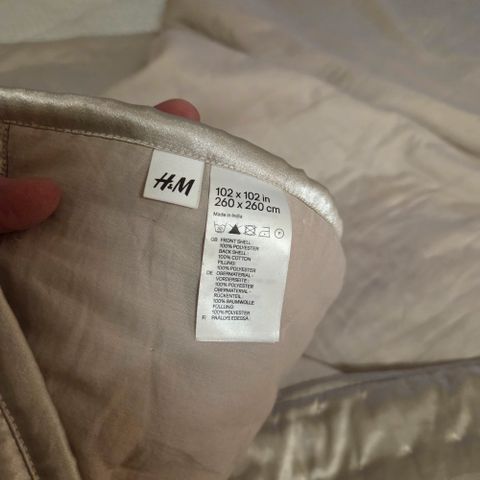 H&M
102 x 102 in
260 x 260 cm
Made in India
GB FRONT SHELL
100% POLYESTER
BACK SHELL :
100% COTTON
FILLING:
100% POLYESTER
DE OBERMATERIAL -
VORDERSEITE :
100% POLYESTER
OBERMATERIAL -
RÜCKENTEIL :
100% BAUMWOLLE
FÜLLUNG:
100% POLYESTER
FI PÄÄLLYS EDESSÄ :